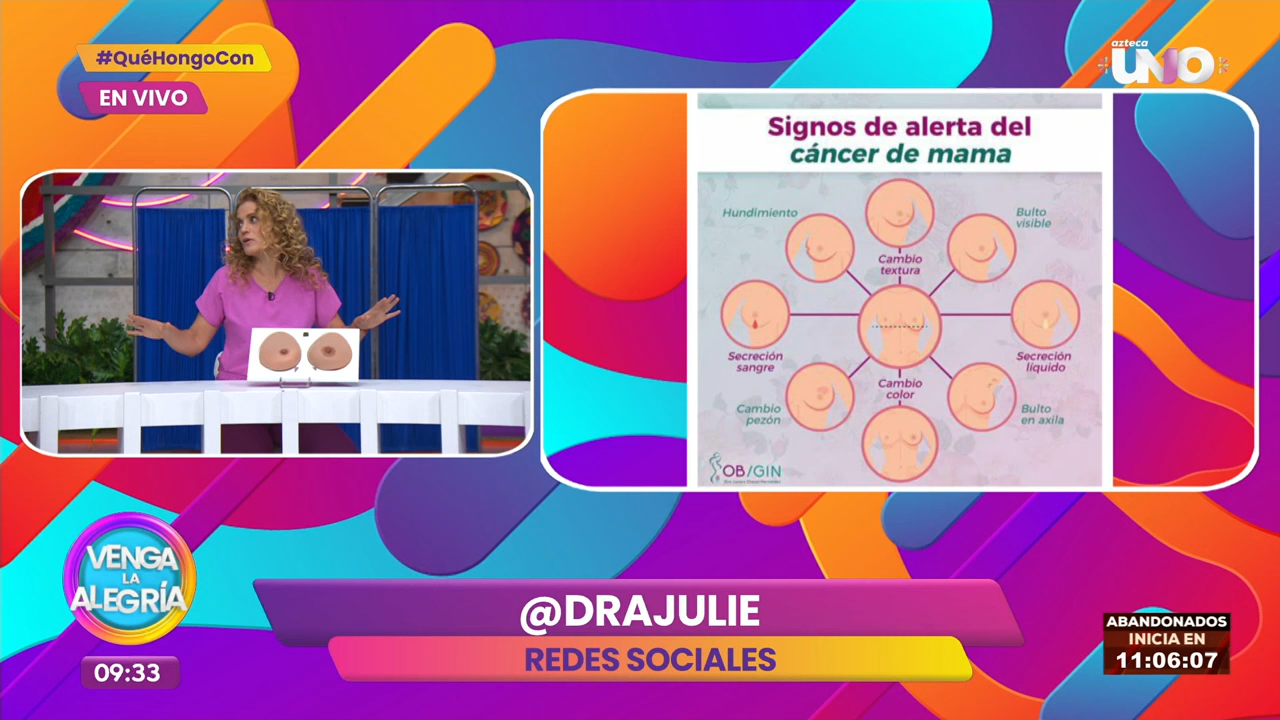 #QuéHongoCon
EN VIVO
azteca
UNO
Signos de alerta del
cáncer de mama
Hundimiento
Bulto
visible
Cambio
textura
Secreción
sangre
Secreción
líquido
Cambio
color
Cambio
pezón
Bulto
en axila
OB/GIN
VENGA
LA
ALEGRÍA
@DRAJULIE
REDES SOCIALES
09:33
ABANDONADOS
INICIA EN
11:06:07